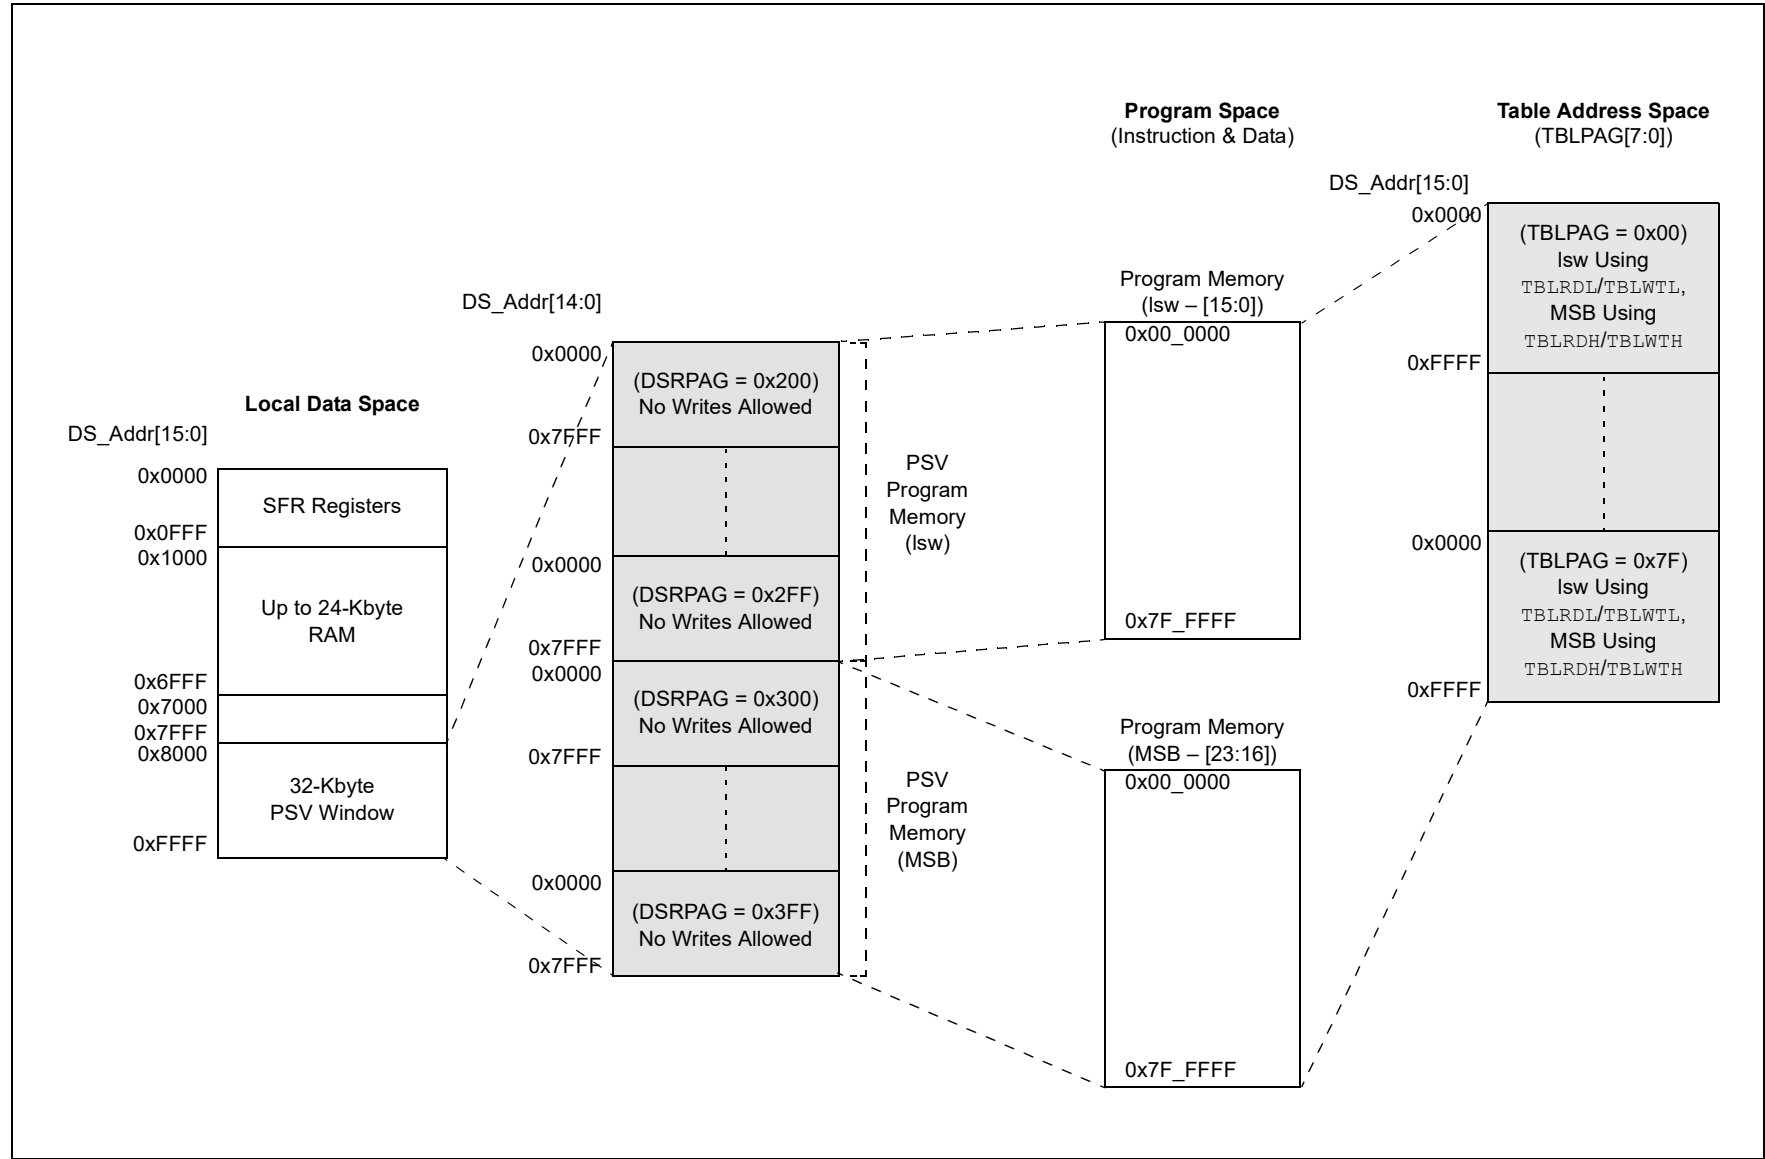 Local Data Space
DS_Addr[15:0]
0x0000
SFR Registers
0x0FFF
0x1000
Up to 24-Kbyte
RAM
0x6FFF
0x7000
0x7FFF
0x8000
32-Kbyte
PSV Window
0xFFFF
DS_Addr[14:0]
0x0000
(DSRPAG = 0x200)
No Writes Allowed
0x7FFF
0x0000
(DSRPAG = 0x2FF)
No Writes Allowed
0x7FFF
0x0000
(DSRPAG = 0x300)
No Writes Allowed
0x7FFF
0x0000
(DSRPAG = 0x3FF)
No Writes Allowed
0x7FFF
PSV
Program
Memory
(lsw)
PSV
Program
Memory
(MSB)
Program Space
(Instruction & Data)
Program Memory
(lsw – [15:0])
0x00_0000
0x7F_FFFF
Program Memory
(MSB – [23:16])
0x00_0000
0x7F_FFFF
Table Address Space
(TBLPAG[7:0])
DS_Addr[15:0]
0x0000
(TBLPAG = 0x00)
lsw Using
TBLRDL/TBLWTL,
MSB Using
TBLRDH/TBLWTH
0xFFFF
0x0000
(TBLPAG = 0x7F)
lsw Using
TBLRDL/TBLWTL,
MSB Using
TBLRDH/TBLWTH
0xFFFF